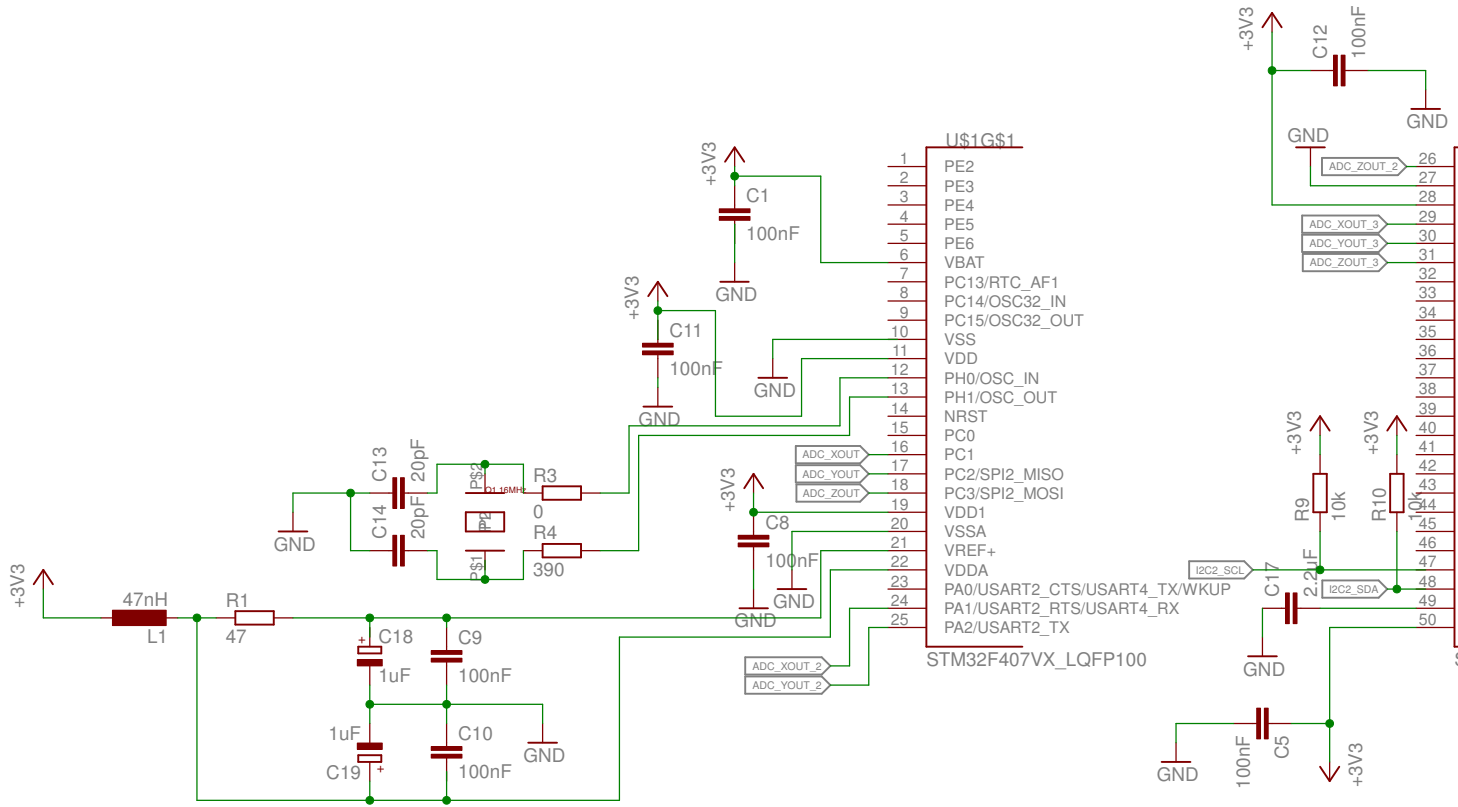 +3V3
C12
100nF
GND
GND
ADC_ZOUT_2
26
27
28
ADC_XOUT_3
29
ADC_YOUT_3
30
ADC_ZOUT_3
31
32
33
34
35
36
37
38
39
40
41
42
43
44
45
46
47
48
49
50
+3V3
+3V3
R9
10k
R10
10k
I2C2_SCL
I2C2_SDA
C17
2.2uF
GND
100nF
C5
GND
+3V3
S
U$1G$1
1 PE2
2 PE3
3 PE4
4 PE5
5 PE6
6 VBAT
7 PC13/RTC_AF1
8 PC14/OSC32_IN
9 PC15/OSC32_OUT
10 VSS
11 VDD
12 PH0/OSC_IN
13 PH1/OSC_OUT
14 NRST
15 PC0
16 PC1
17 PC2/SPI2_MISO
18 PC3/SPI2_MOSI
19 VDD1
20 VSSA
21 VREF+
22 VDDA
23 PA0/USART2_CTS/USART4_TX/WKUP
24 PA1/USART2_RTS/USART4_RX
25 PA2/USART2_TX
STM32F407VX_LQFP100
+3V3
C1
100nF
GND
+3V3
C11
100nF
GND
GND
ADC_XOUT
ADC_YOUT
ADC_ZOUT
+3V3
C8
100nF
GND
GND
ADC_XOUT_2
ADC_YOUT_2
C13
20pF
C14
20pF
GND
P$2
Q1 16MHz
P$1
R3
0
R4
390
+3V3
47nH
L1
R1
47
C18
1uF
C9
100nF
1uF
C19
C10
100nF
GND